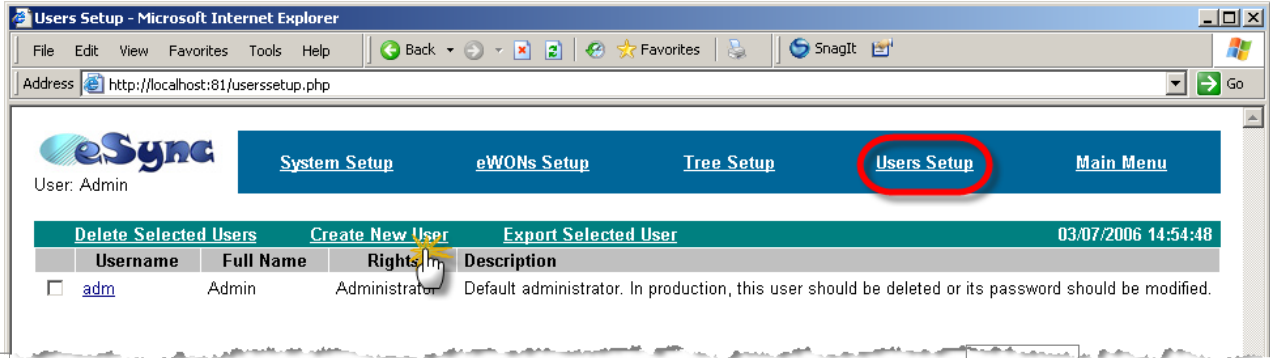 Users Setup - Microsoft Internet Explorer
File Edit View Favorites Tools Help Back Favorites SnagIt
Address http://localhost:81/userssetup.php Go
eSync System Setup eWONs Setup Tree Setup Users Setup Main Menu
User: Admin
Delete Selected Users Create New User Export Selected User 03/07/2006 14:54:48
Username Full Name Rights Description
adm Admin Administrator Default administrator. In production, this user should be deleted or its password should be modified.